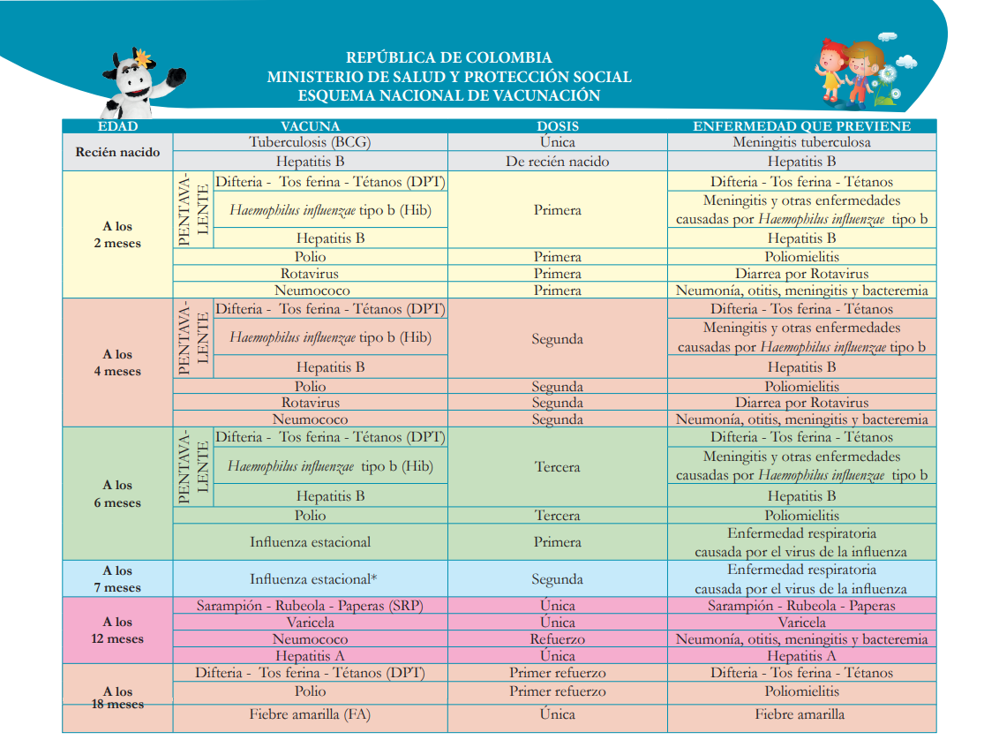 REPÚBLICA DE COLOMBIA
MINISTERIO DE SALUD Y PROTECCIÓN SOCIAL
ESQUEMA NACIONAL DE VACUNACIÓN
EDAD VACUNA DOSIS ENFERMEDAD QUE PREVIENE
Recién nacido
Tuberculosis (BCG) Única Meningitis tuberculosa
Hepatitis B De recién nacido Hepatitis B
A los
2 meses
PENTAVA-
LENTE
Difteria - Tos ferina - Tétanos (DPT)
Haemophilus influenzae tipo b (Hib)
Hepatitis B
Primera
Difteria - Tos ferina - Tétanos
Meningitis y otras enfermedades
causadas por Haemophilus influenzae tipo b
Hepatitis B
Polio Primera Poliomielitis
Rotavirus Primera Diarrea por Rotavirus
Neumococo Primera Neumonía, otitis, meningitis y bacteremia
A los
4 meses
PENTAVA-
LENTE
Difteria - Tos ferina - Tétanos (DPT)
Haemophilus influenzae tipo b (Hib)
Hepatitis B
Segunda
Difteria - Tos ferina - Tétanos
Meningitis y otras enfermedades
causadas por Haemophilus influenzae tipo b
Hepatitis B
Polio Segunda Poliomielitis
Rotavirus Segunda Diarrea por Rotavirus
Neumococo Segunda Neumonía, otitis, meningitis y bacteremia
A los
6 meses
PENTAVA-
LENTE
Difteria - Tos ferina - Tétanos (DPT)
Haemophilus influenzae tipo b (Hib)
Hepatitis B
Tercera
Difteria - Tos ferina - Tétanos
Meningitis y otras enfermedades
causadas por Haemophilus influenzae tipo b
Hepatitis B
Polio Tercera Poliomielitis
Influenza estacional Primera Enfermedad respiratoria
causada por el virus de la influenza
A los
7 meses
Influenza estacional* Segunda Enfermedad respiratoria
causada por el virus de la influenza
A los
12 meses
Sarampión - Rubeola - Paperas (SRP) Única Sarampión - Rubeola - Paperas
Varicela Única Varicela
Neumococo Refuerzo Neumonía, otitis, meningitis y bacteremia
Hepatitis A Única Hepatitis A
A los
18 meses
Difteria - Tos ferina - Tétanos (DPT) Primer refuerzo Difteria - Tos ferina - Tétanos
Polio Primer refuerzo Poliomielitis
Fiebre amarilla (FA) Única Fiebre amarilla